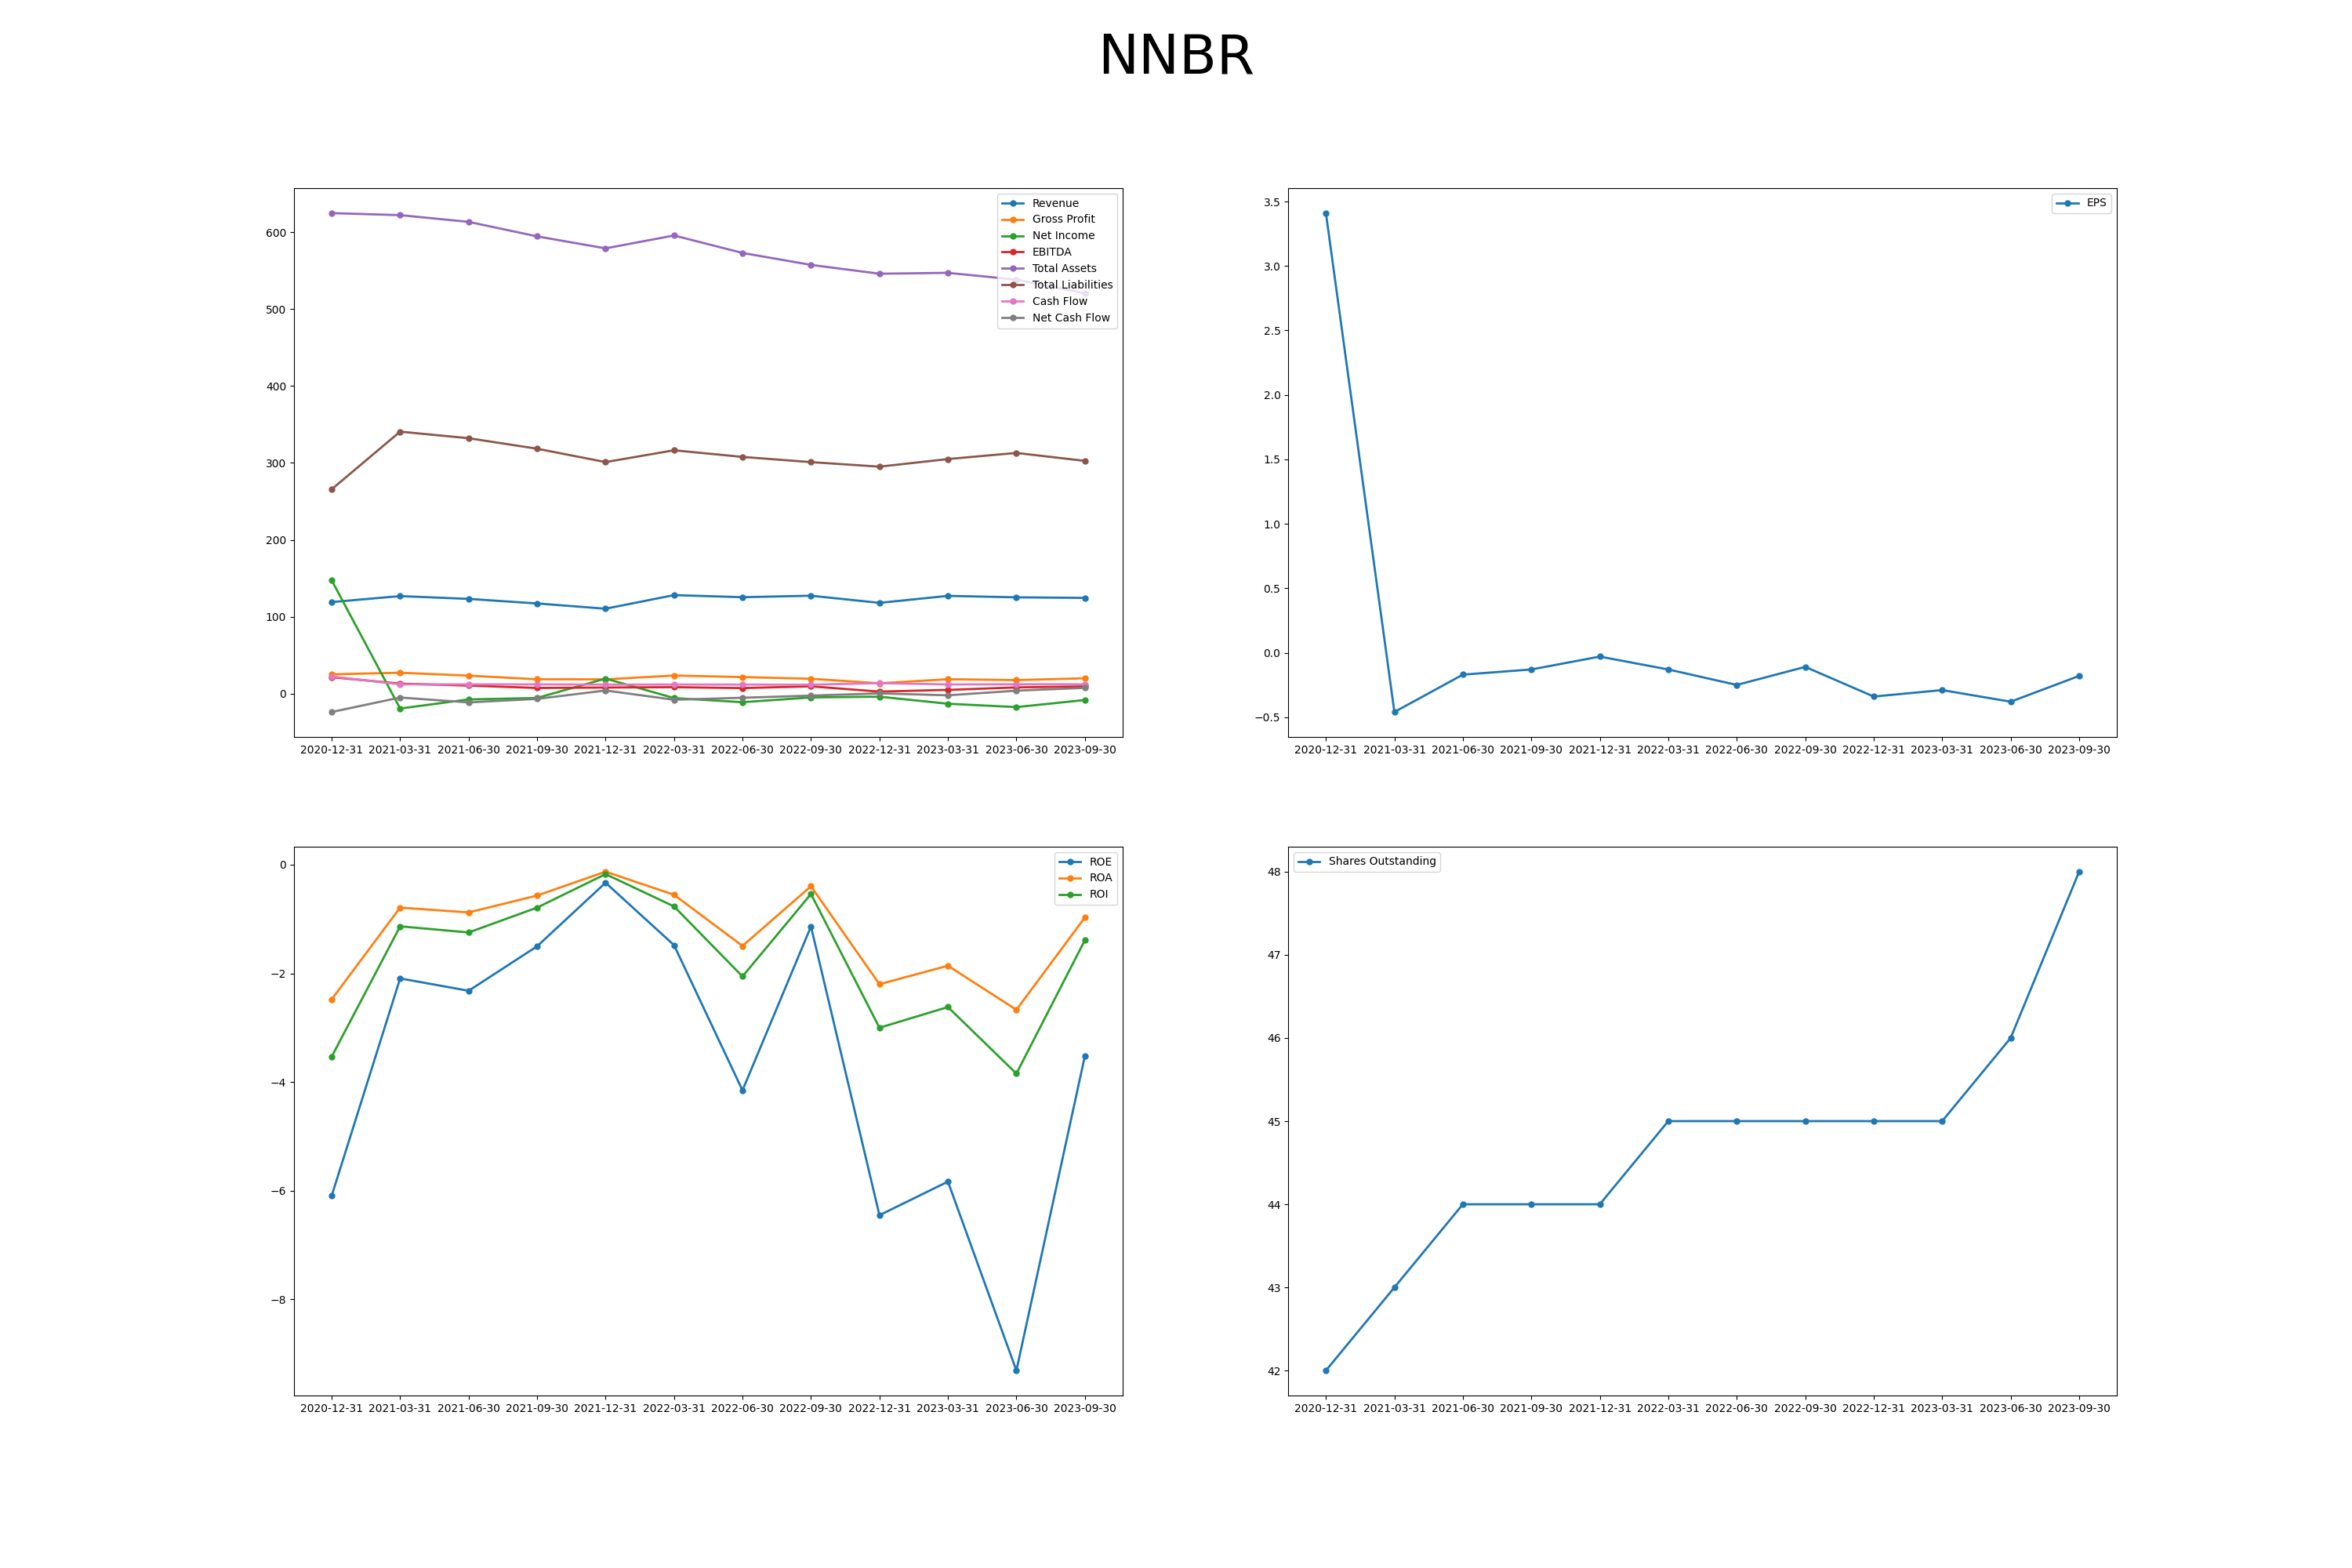 NNBR
Revenue
Gross Profit
Net Income
EBITDA
Total Assets
Total Liabilities
Cash Flow
Net Cash Flow
600
500
400
300
200
100
0
2020-12-31 2021-03-31 2021-06-30 2021-09-30 2021-12-31 2022-03-31 2022-06-30 2022-09-30 2022-12-31 2023-03-31 2023-06-30 2023-09-30
EPS
3.5
3.0
2.5
2.0
1.5
1.0
0.5
0.0
−0.5
2020-12-31 2021-03-31 2021-06-30 2021-09-30 2021-12-31 2022-03-31 2022-06-30 2022-09-30 2022-12-31 2023-03-31 2023-06-30 2023-09-30
ROE
ROA
ROI
0
−2
−4
−6
−8
2020-12-31 2021-03-31 2021-06-30 2021-09-30 2021-12-31 2022-03-31 2022-06-30 2022-09-30 2022-12-31 2023-03-31 2023-06-30 2023-09-30
Shares Outstanding
48
47
46
45
44
43
42
2020-12-31 2021-03-31 2021-06-30 2021-09-30 2021-12-31 2022-03-31 2022-06-30 2022-09-30 2022-12-31 2023-03-31 2023-06-30 2023-09-30